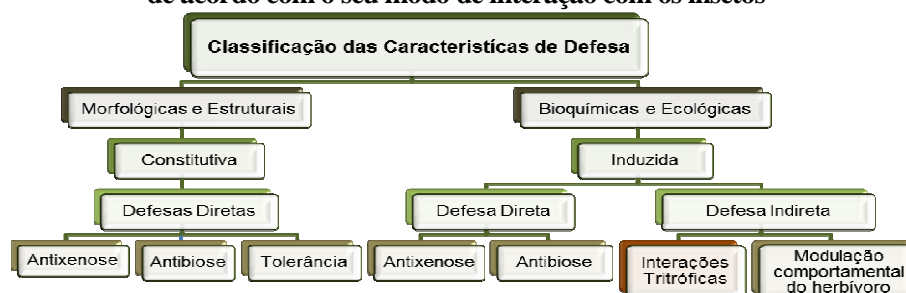 de acordo com o seu modo de interação com os insetos
Classificação das Caracteristícas de Defesa
Morfológicas e Estruturais
Bioquímicas e Ecológicas
Constitutiva
Induzida
Defesas Diretas
Defesa Direta
Defesa Indireta
Antixenose
Antibiose
Tolerância
Antixenose
Antibiose
Interações
Tritróficas
Modulação
comportamental
do herbívoro